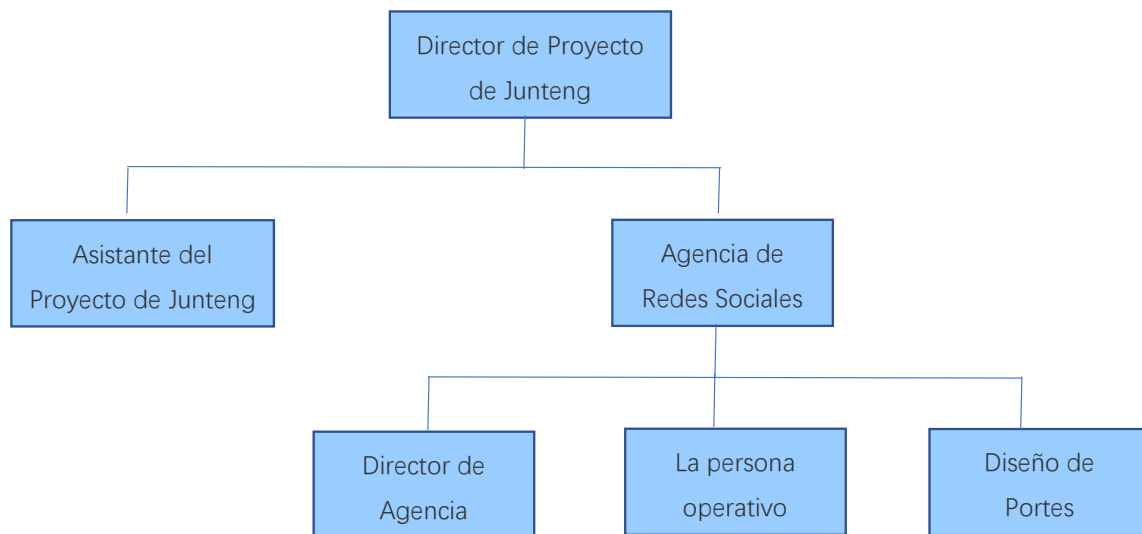 Director de Proyecto
de Junteng
Asistante del
Proyecto de Junteng
Agencia de
Redes Sociales
Director de
Agencia
La persona
operativo
Diseño de
Portes